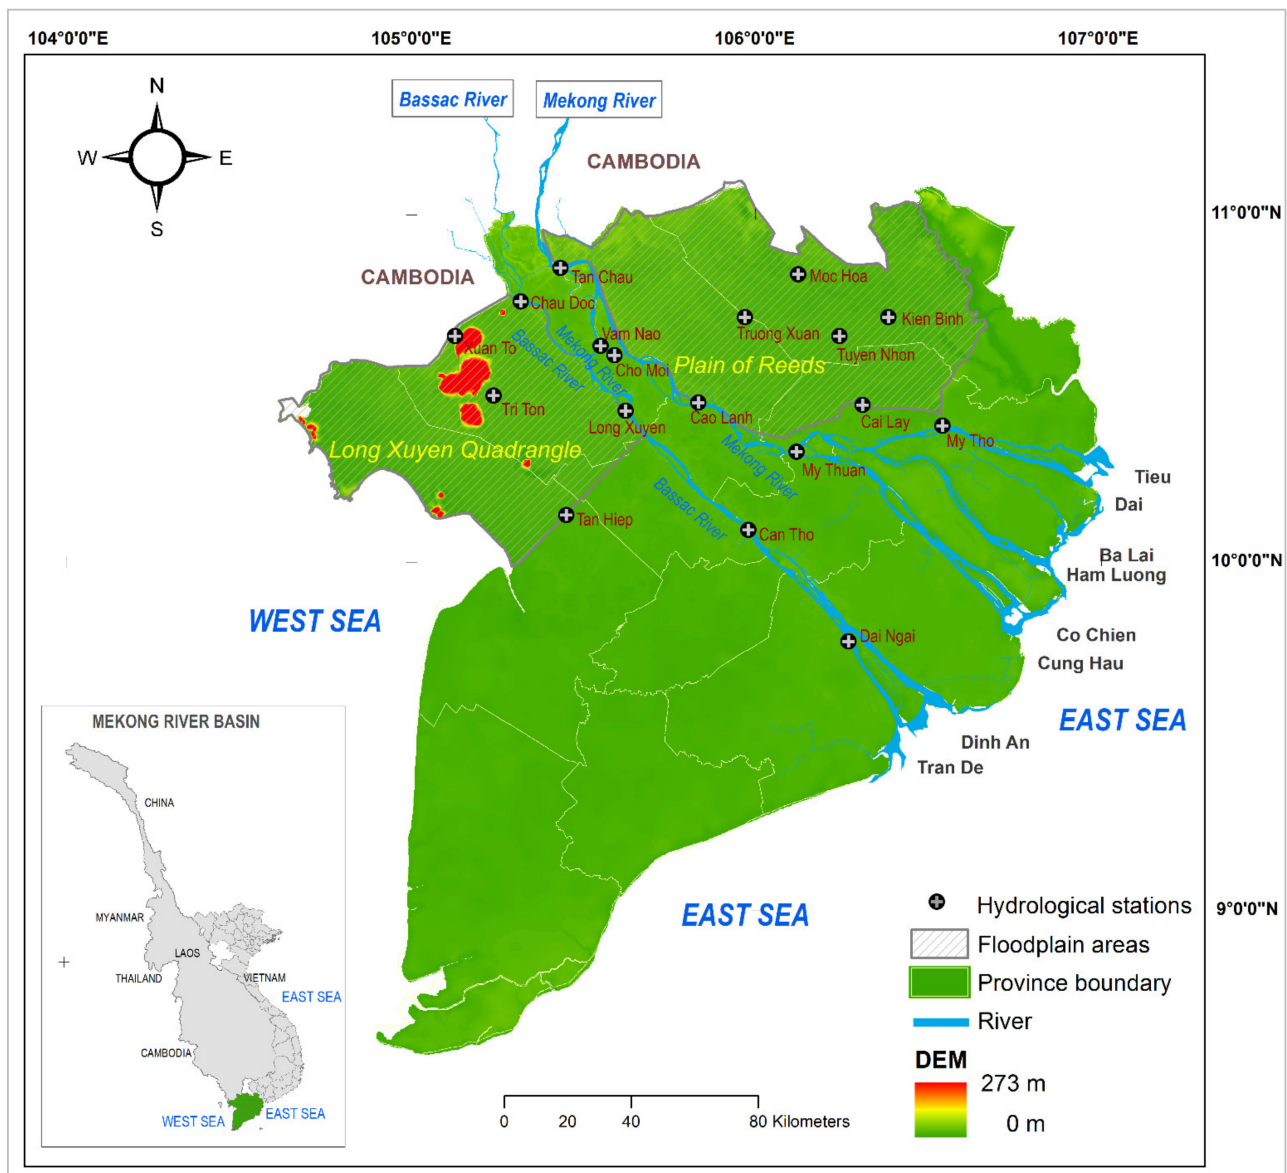 104°0'0"E 105°0'0"E 106°0'0"E 107°0'0"E
N
W E
S
Bassac River
Mekong River
CAMBODIA
11°0'0"N
CAMBODIA
Tan Chau
Moc Hoa
Chau Doc
Vam Nao
Truong Xuan
Kien Binh
Xuan To
Bassac River
Mekong River
Cho Moi
Tuyen Nhon
Plain of Reeds
Tri Ton
Long Xuyen
Cao Lanh
Cai Lay
My Tho
Long Xuyen Quadrangle
Mekong River
My Thuan
Tieu
Dai
Bassac River
Tan Hiep
Can Tho
Ba Lai
10°0'0"N
Ham Luong
WEST SEA
Dai Ngai
Co Chien
Cung Hau
EAST SEA
Dinh An
Tran De
EAST SEA
9°0'0"N
MEKONG RIVER BASIN
CHINA
MYANMAR
LAOS
THAILAND
VIETNAM
EAST SEA
CAMBODIA
WEST SEA
EAST SEA
Hydrological stations
Floodplain areas
Province boundary
River
DEM
273 m
0 m
0 20 40 80 Kilometers